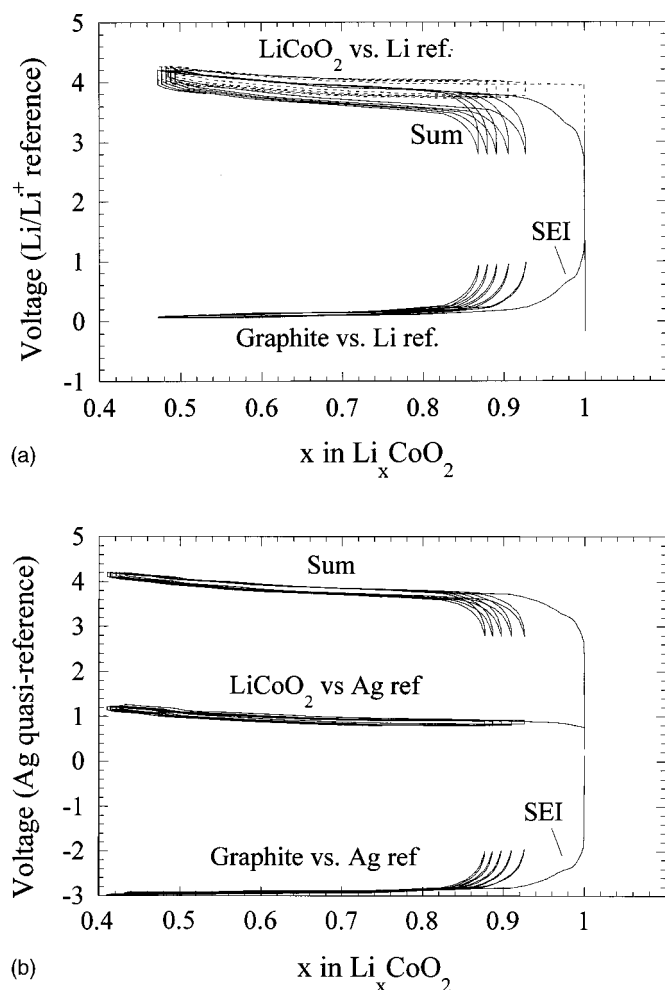 LiCoO2 vs. Li ref.
Sum
SEI
Graphite vs. Li ref.
Voltage (Li/Li+ reference)
5
4
3
2
1
0
-1
0.4 0.5 0.6 0.7 0.8 0.9 1
x in LixCoO2
(a)
Sum
LiCoO2 vs Ag ref
SEI
Graphite vs. Ag ref
Voltage (Ag quasi-reference)
5
4
3
2
1
0
-1
-2
-3
0.4 0.5 0.6 0.7 0.8 0.9 1
x in LixCoO2
(b)